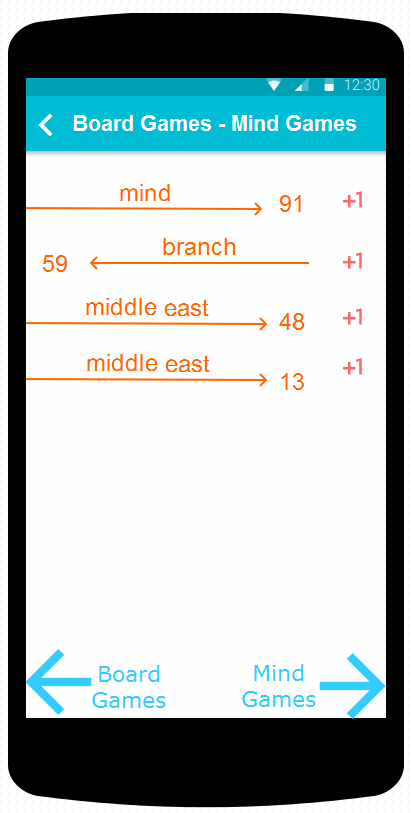 12:30
Board Games - Mind Games
mind
91 +1
branch
59 +1
middle east
48 +1
middle east
13 +1
Board Mind
Games Games